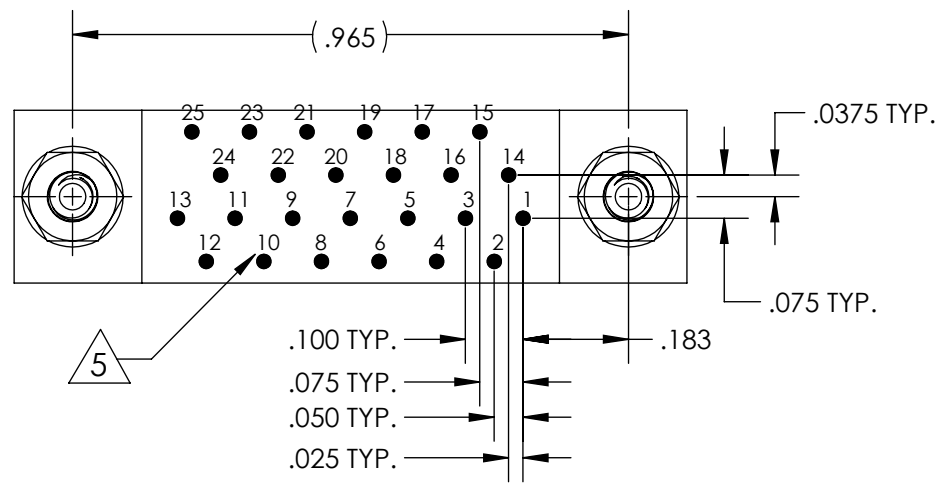 (.965)
.0375 TYP.
25 23 21 19 17 15
24 22 20 18 16 14
13 11 9 7 5 3 1
12 10 8 6 4 2
.075 TYP.
.100 TYP.
.183
5
.075 TYP.
.050 TYP.
.025 TYP.